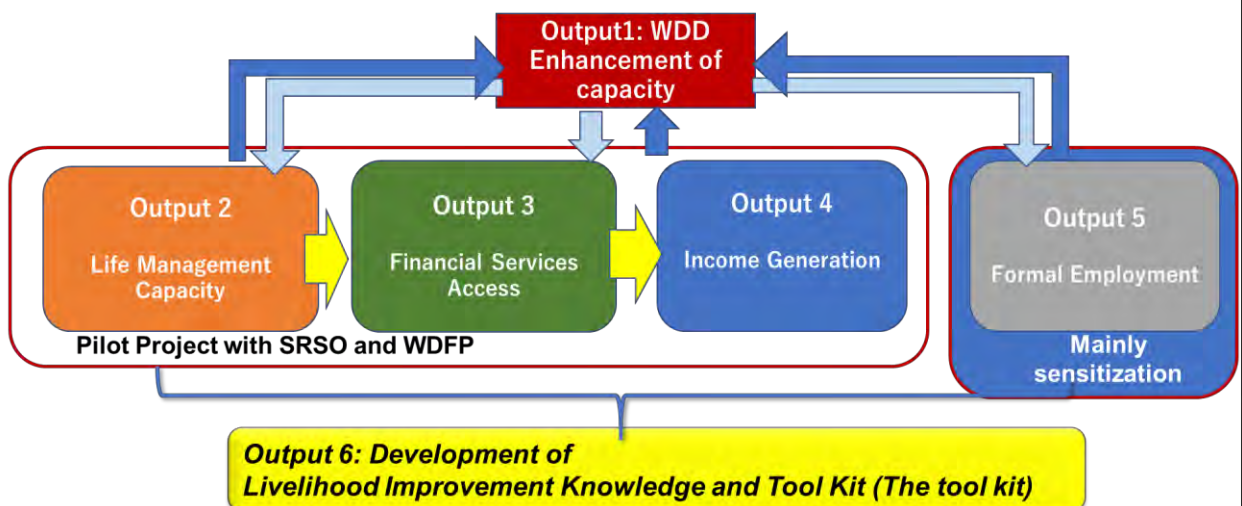 Output1: WDD
Enhancement of
capacity
Output 2
Life Management
Capacity
Output 3
Financial Services
Access
Output 4
Income Generation
Output 5
Formal Employment
Pilot Project with SRSO and WDFP
Mainly
sensitization
Output 6: Development of
Livelihood Improvement Knowledge and Tool Kit (The tool kit)